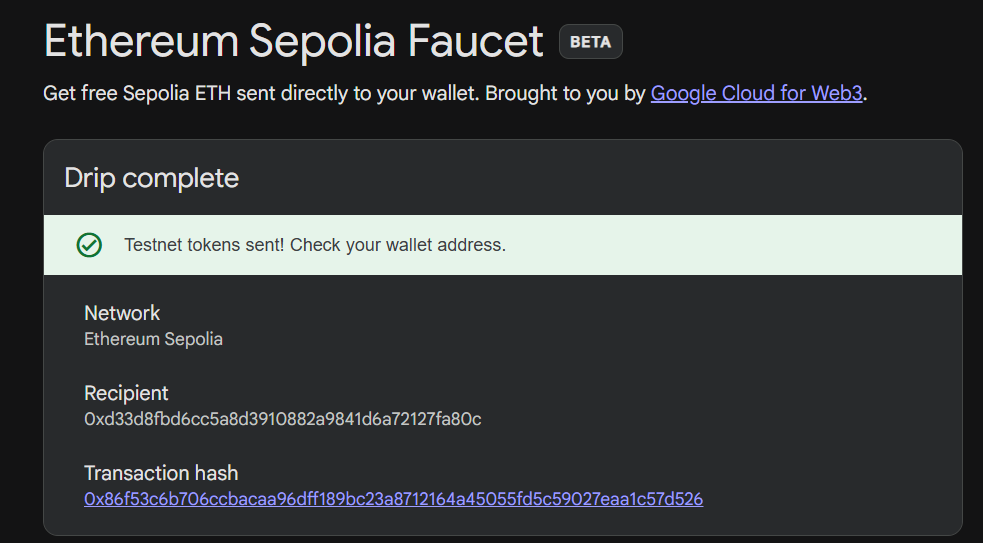 Ethereum Sepolia Faucet BETA
Get free Sepolia ETH sent directly to your wallet. Brought to you by Google Cloud for Web3.
Drip complete
Testnet tokens sent! Check your wallet address.
Network
Ethereum Sepolia
Recipient
0xd33d8fbd6cc5a8d3910882a9841d6a72127fa80c
Transaction hash
0x86f53c6b706ccbacaa96dff189bc23a8712164a45055fd5c59027eaa1c57d526